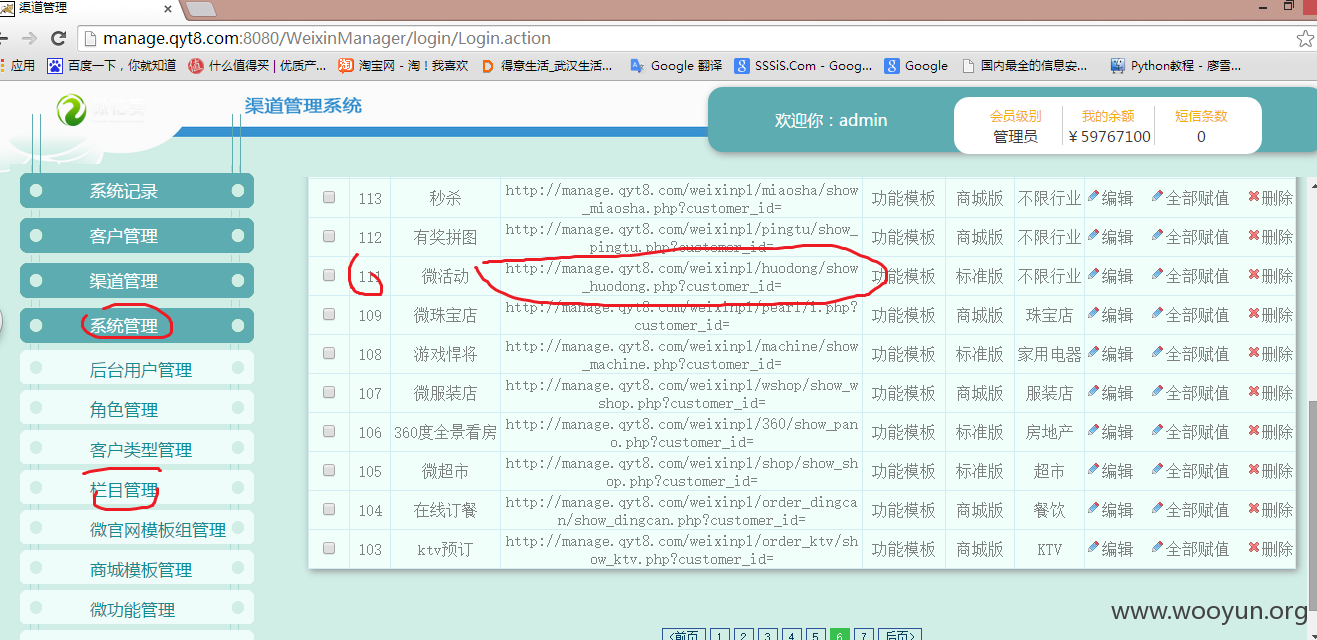 渠道管理
manage.qyt8.com:8080/WeixinManager/login/Login.action
应用 百度一下，你就知道 什么值得买 | 优质产... 淘宝网 - 淘！我喜欢 得意生活_武汉生活... Google 翻译 SSSiS.Com - Goog... Google 国内最全的信息安... Python教程 - 廖雪...
渠道管理系统
欢迎你：admin
会员级别 我的余额 短信条数
管理员 ￥59767100 0
系统记录
客户管理
渠道管理
系统管理
后台用户管理
角色管理
客户类型管理
栏目管理
微官网模板组管理
商城模板管理
微功能管理
113 秒杀 http://manage.qyt8.com/weixinpl/miaosha/show 功能模板 商城版 不限行业 编辑 全部赋值 删除
_miaosha.php?customer_id=
112 有奖拼图 http://manage.qyt8.com/weixinpl/pingtu/show_ 功能模板 商城版 不限行业 编辑 全部赋值 删除
pingtu.php?customer_id=
111 微活动 http://manage.qyt8.com/weixinpl/huodong/show 功能模板 标准版 不限行业 编辑 全部赋值 删除
_huodong.php?customer_id=
109 微珠宝店 http://manage.qyt8.com/weixinpl/pearl/1.php? 功能模板 商城版 珠宝店 编辑 全部赋值 删除
customer_id=
108 游戏悍将 http://manage.qyt8.com/weixinpl/machine/show 功能模板 标准版 家用电器 编辑 全部赋值 删除
_machine.php?customer_id=
107 微服装店 http://manage.qyt8.com/weixinpl/wshop/show_w 功能模板 商城版 服装店 编辑 全部赋值 删除
shop.php?customer_id=
106 360度全景看房 http://manage.qyt8.com/weixinpl/360/show_pan 功能模板 标准版 房地产 编辑 全部赋值 删除
o.php?customer_id=
105 微超市 http://manage.qyt8.com/weixinpl/shop/show_sh 功能模板 标准版 超市 编辑 全部赋值 删除
op.php?customer_id=
104 在线订餐 http://manage.qyt8.com/weixinpl/order_dingca 功能模板 商城版 餐饮 编辑 全部赋值 删除
n/show_dingcan.php?customer_id=
103 ktv预订 http://manage.qyt8.com/weixinpl/order_ktv/sh 功能模板 商城版 KTV 编辑 全部赋值 删除
ow_ktv.php?customer_id=
www.wooyun.org
<前页 1 2 3 4 5 6 7 后页>